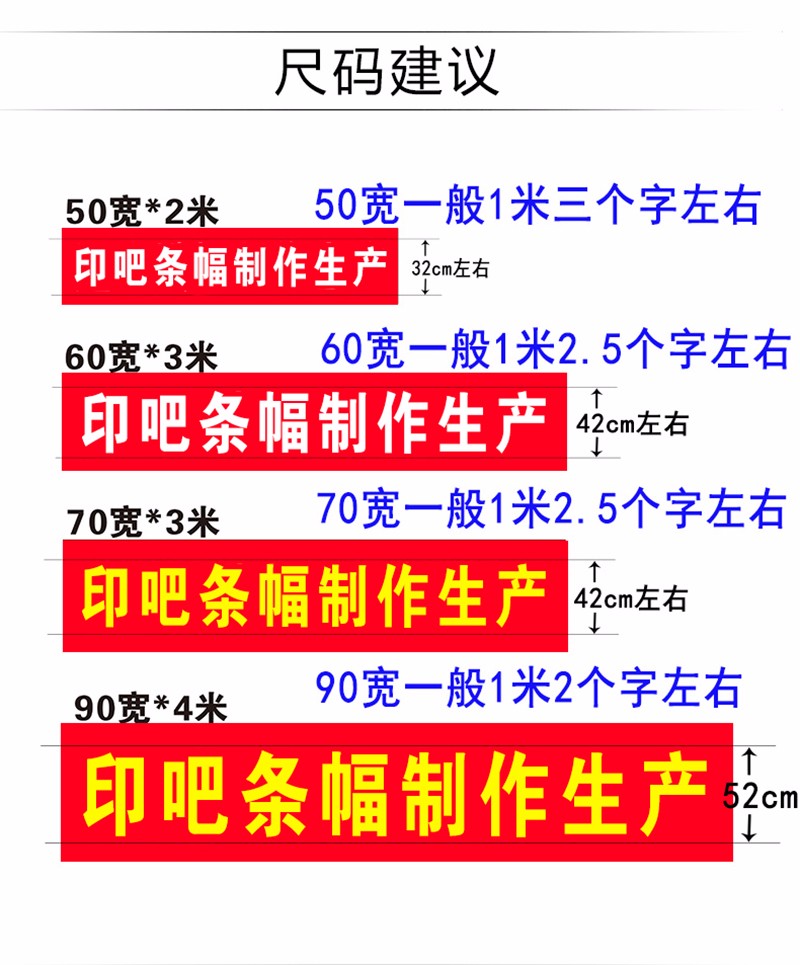 尺码建议
50宽*2米
50宽一般1米三个字左右
印吧条幅制作生产
↑
32cm左右
↓
60宽*3米
60宽一般1米2.5个字左右
印吧条幅制作生产
↑
42cm左右
↓
70宽*3米
70宽一般1米2.5个字左右
印吧条幅制作生产
↑
42cm左右
↓
90宽*4米
90宽一般1米2个字左右
印吧条幅制作生产
↑
52cm
↓